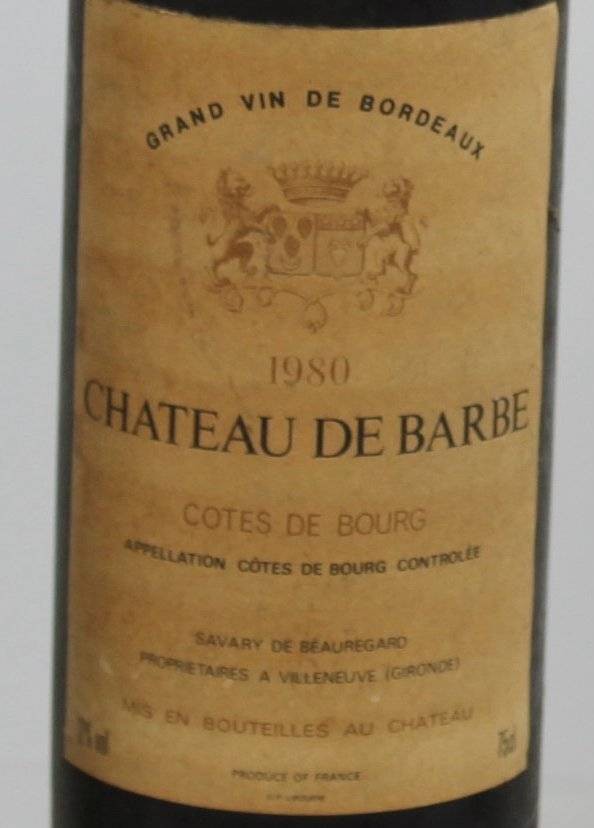 GRAND VIN DE BORDEAUX
1980
CHATEAU DE BARBE
COTES DE BOURG
APPELLATION CÔTES DE BOURG CONTROLÉE
SAVARY DE BEAUREGARD
PROPRIETAIRES A VILLENEUVE (GIRONDE)
MIS EN BOUTEILLES AU CHATEAU
75cl
PRODUCE OF FRANCE